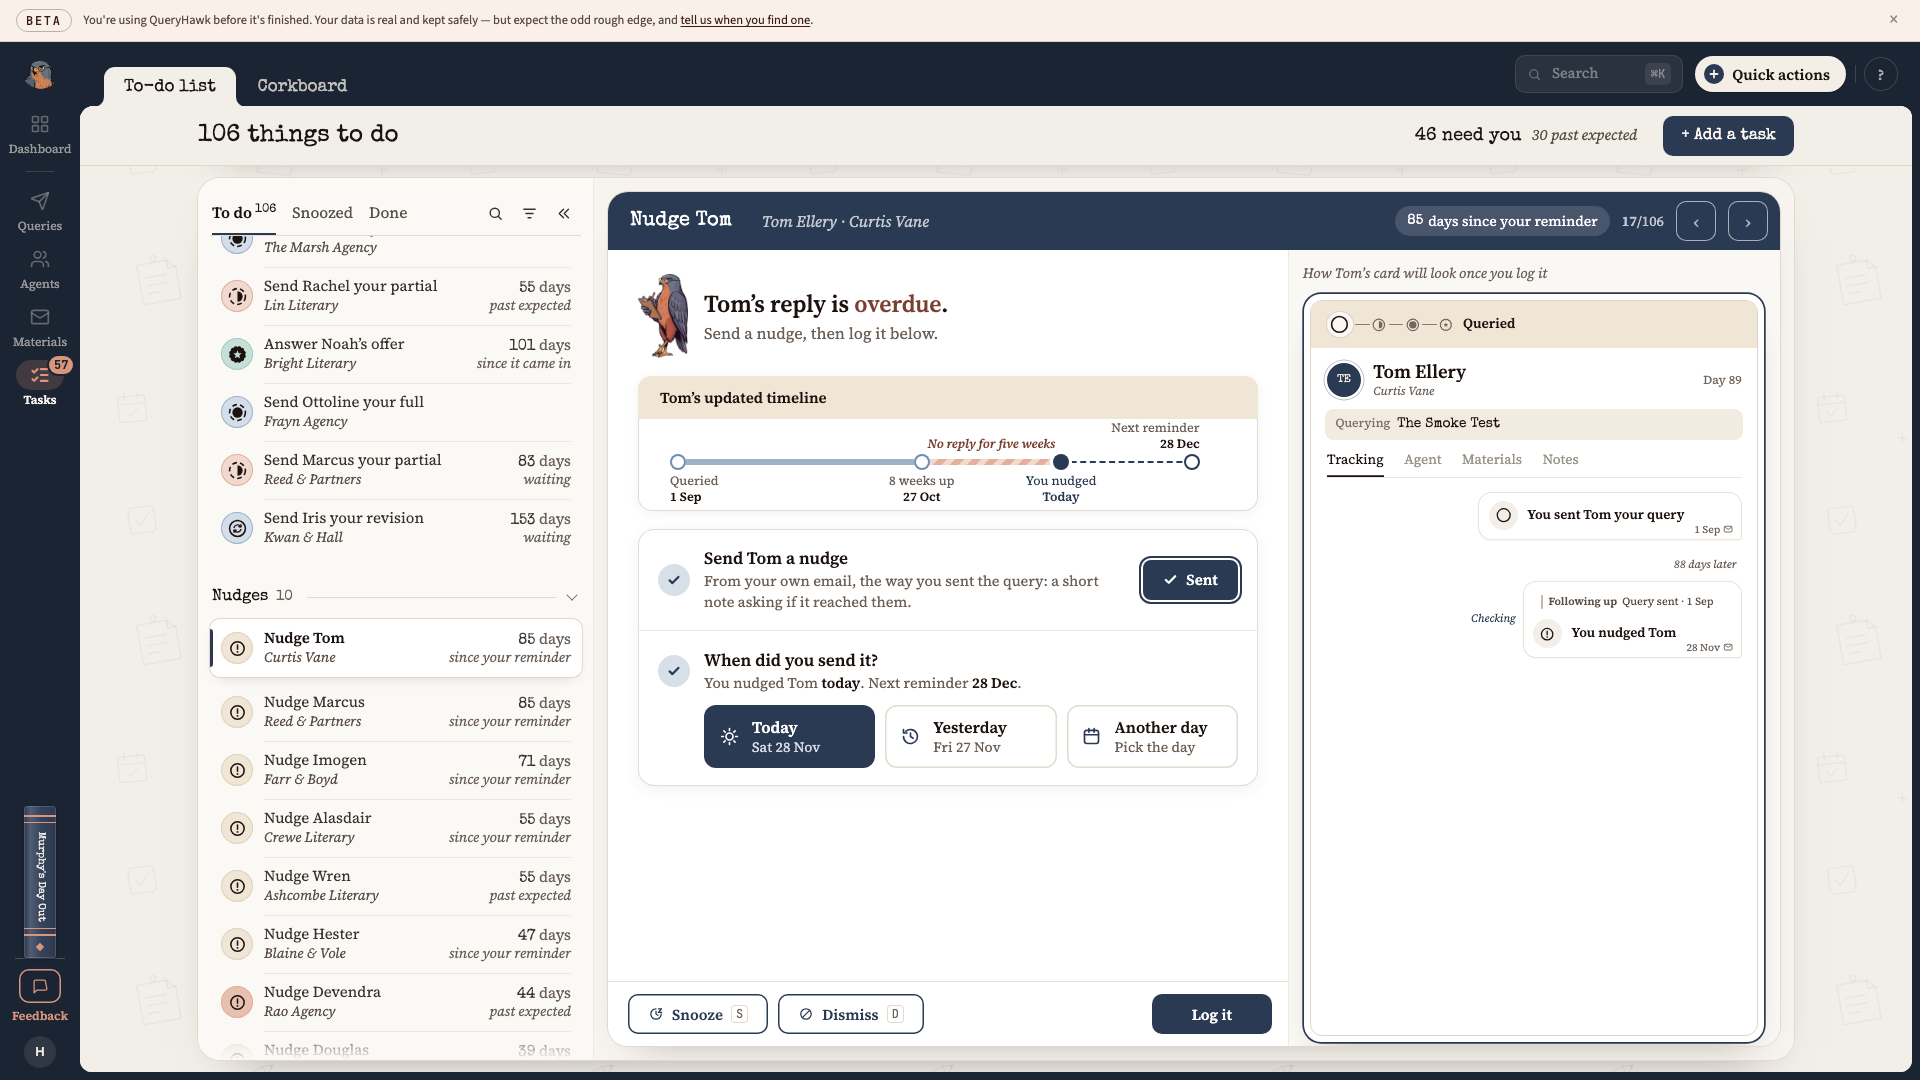 BETA You're using QueryHawk before it's finished. Your data is real and kept safely — but expect the odd rough edge, and tell us when you find one. ×
To-do list
Corkboard
Search ⌘K
+ Quick actions
?
Dashboard
Queries
Agents
Materials
57
Tasks
Murphy's Day Out
Feedback
H
106 things to do
46 need you 30 past expected
+ Add a task
To do 106 Snoozed Done
The Marsh Agency
Send Rachel your partial 55 days
Lin Literary past expected
Answer Noah's offer 101 days
Bright Literary since it came in
Send Ottoline your full
Frayn Agency
Send Marcus your partial 83 days
Reed & Partners waiting
Send Iris your revision 153 days
Kwan & Hall waiting
Nudges 10
Nudge Tom 85 days
Curtis Vane since your reminder
Nudge Marcus 85 days
Reed & Partners since your reminder
Nudge Imogen 71 days
Farr & Boyd since your reminder
Nudge Alasdair 55 days
Crewe Literary since your reminder
Nudge Wren 55 days
Ashcombe Literary past expected
Nudge Hester 47 days
Blaine & Vole since your reminder
Nudge Devendra 44 days
Rao Agency past expected
Nudge Douglas 39 days
Nudge Tom Tom Ellery · Curtis Vane
85 days since your reminder 17/106
Tom's reply is overdue.
Send a nudge, then log it below.
Tom's updated timeline
Next reminder
No reply for five weeks 28 Dec
Queried 8 weeks up You nudged
1 Sep 27 Oct Today
Send Tom a nudge
From your own email, the way you sent the query: a short
note asking if it reached them.
Sent
When did you send it?
You nudged Tom today. Next reminder 28 Dec.
Today Yesterday Another day
Sat 28 Nov Fri 27 Nov Pick the day
Snooze S Dismiss D Log it
How Tom's card will look once you log it
Queried
TE Tom Ellery
Curtis Vane Day 89
Querying The Smoke Test
Tracking Agent Materials Notes
You sent Tom your query
1 Sep
88 days later
Following up Query sent · 1 Sep
Checking
You nudged Tom
28 Nov